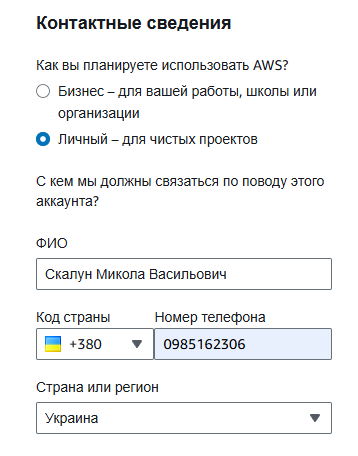 Контактные сведения
Как вы планируете использовать AWS?
Бизнес – для вашей работы, школы или
организации
Личный – для чистых проектов
С кем мы должны связаться по поводу этого
аккаунта?
ФИО
Скалун Микола Васильович
Код страны Номер телефона
+380 0985162306
Страна или регион
Украина